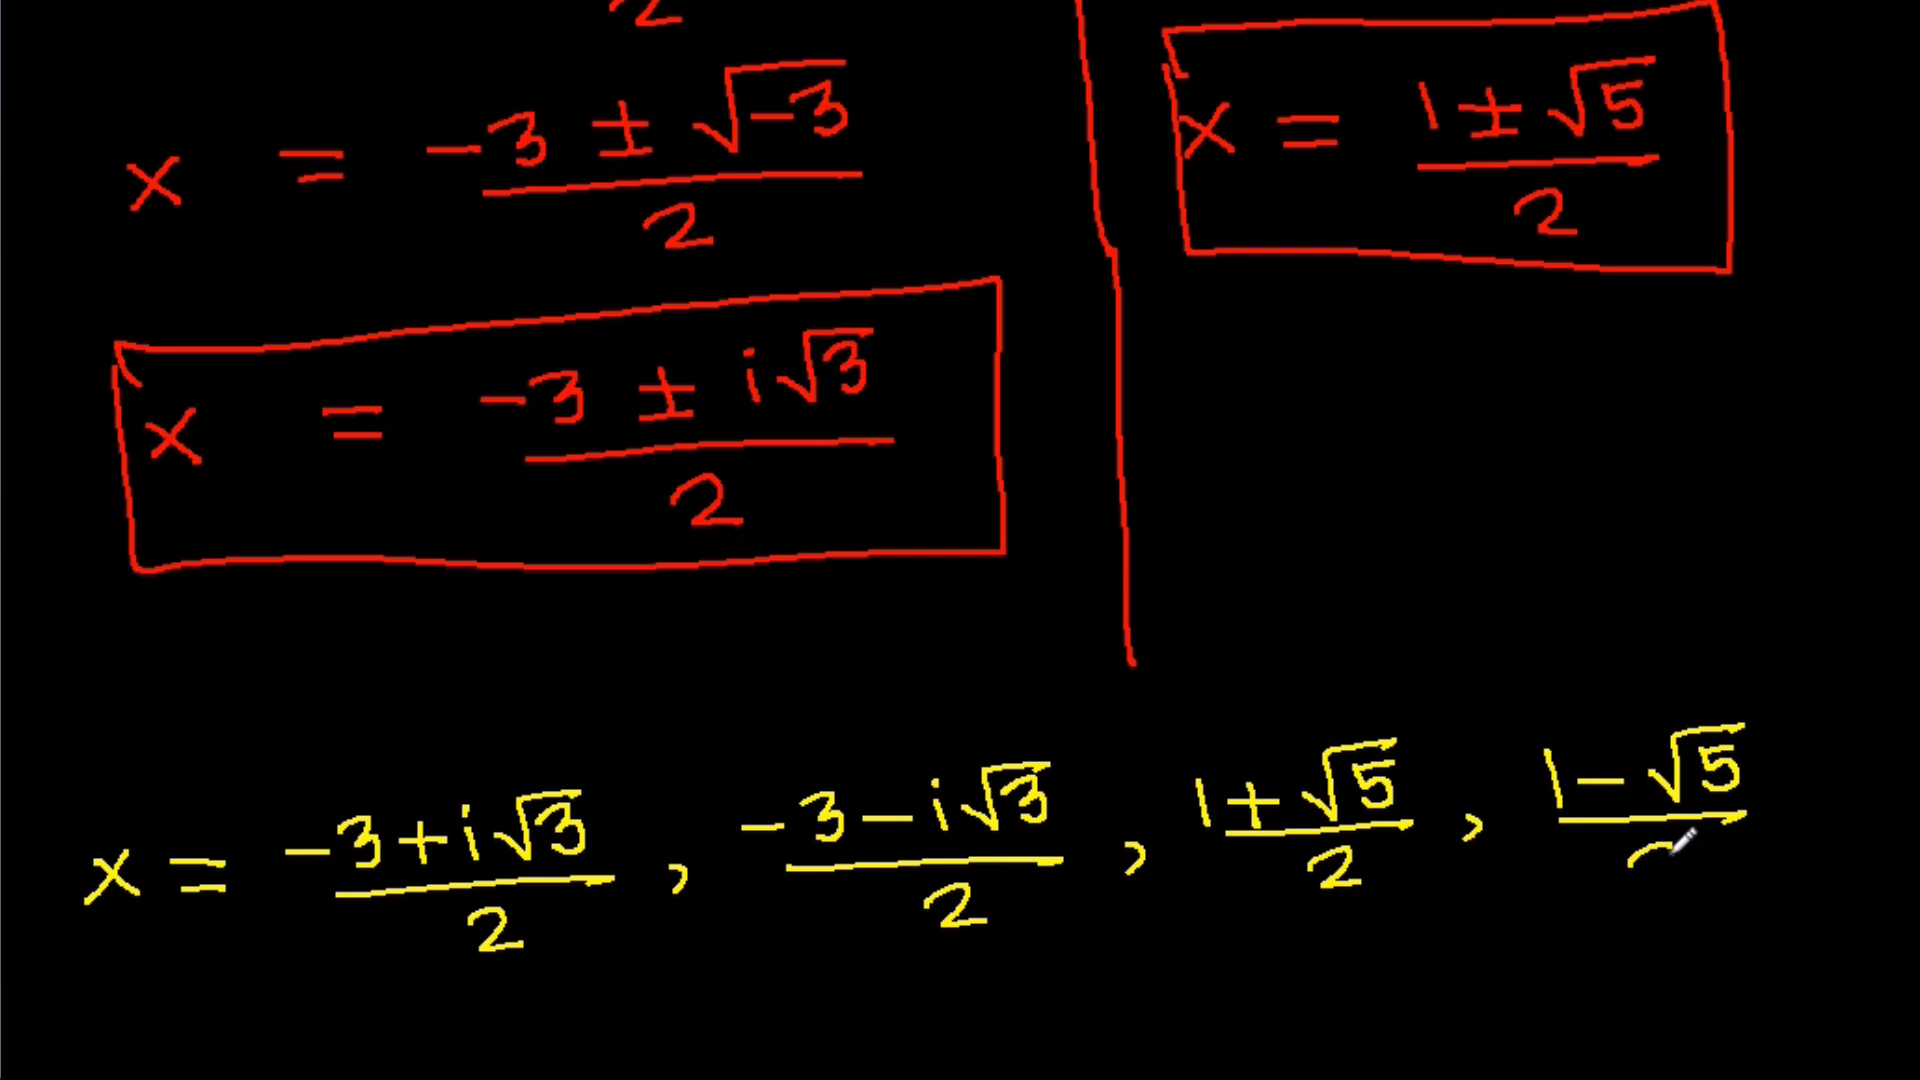 2
x = -3 ± √-3 / 2
x = -3 ± i√3 / 2
x = 1 ± √5 / 2
x = -3+i√3 / 2 , -3-i√3 / 2 , 1+√5 / 2 , 1-√5 /